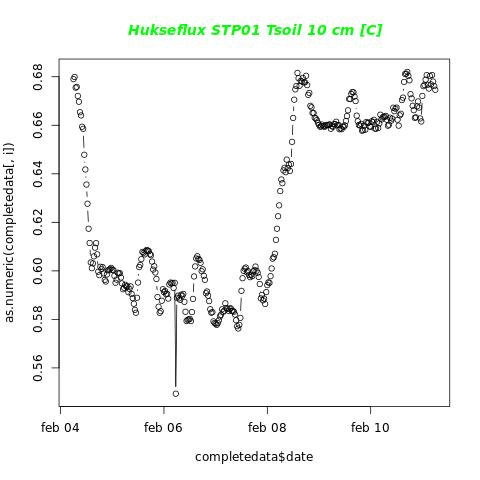 Hukseflux STP01 Tsoil 10 cm [C]
as.numeric(completedata[, i])
0.68
0.66
0.64
0.62
0.60
0.58
0.56
feb 04 feb 06 feb 08 feb 10
completedata$date